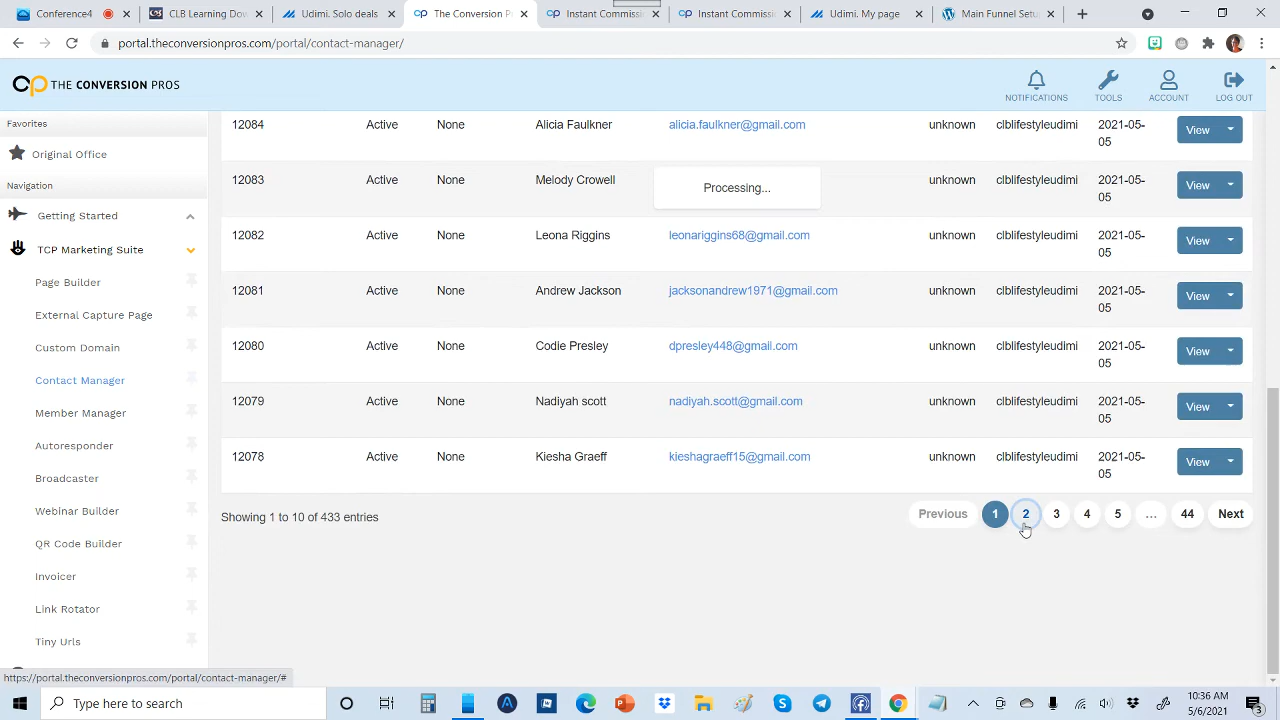 Conference4
CLB Learning Dow
Udimi. 433 deals
The Conversion P
Instant Commiss
Instant Commiss
Udimi. My page
Main Funnel Setu
portal.theconversionpros.com/portal/contact-manager/
THE CONVERSION PROS
NOTIFICATIONS TOOLS ACCOUNT LOG OUT
Favorites
Original Office
Navigation
Getting Started
TCP Marketing Suite
Page Builder
External Capture Page
Custom Domain
Contact Manager
Member Manager
Autoresponder
Broadcaster
Webinar Builder
QR Code Builder
Invoicer
Link Rotator
Tiny Urls
12084 Active None Alicia Faulkner alicia.faulkner@gmail.com unknown clblifestyleudimi 2021-05-
05
View
12083 Active None Melody Crowell unknown clblifestyleudimi 2021-05-
05
View
Processing...
12082 Active None Leona Riggins leonariggins68@gmail.com unknown clblifestyleudimi 2021-05-
05
View
12081 Active None Andrew Jackson jacksonandrew1971@gmail.com unknown clblifestyleudimi 2021-05-
05
View
12080 Active None Codie Presley dpresley448@gmail.com unknown clblifestyleudimi 2021-05-
05
View
12079 Active None Nadiyah scott nadiyah.scott@gmail.com unknown clblifestyleudimi 2021-05-
05
View
12078 Active None Kiesha Graeff kieshagraeff15@gmail.com unknown clblifestyleudimi 2021-05-
05
View
Showing 1 to 10 of 433 entries
Previous 1 2 3 4 5 ... 44 Next
https://portal.theconversionpros.com/portal/contact-manager/#
Type here to search
10:36 AM
5/6/2021
3